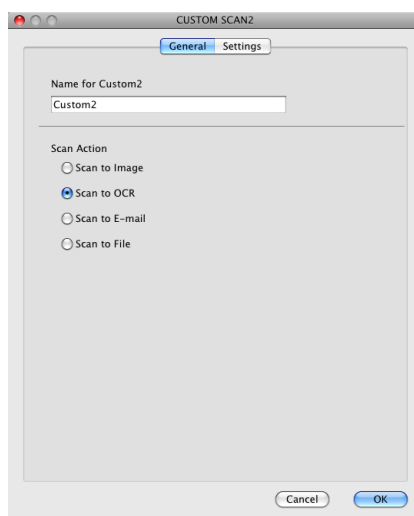 CUSTOM SCAN2
General Settings
Name for Custom2
Custom2
Scan Action
Scan to Image
Scan to OCR
Scan to E-mail
Scan to File
Cancel OK